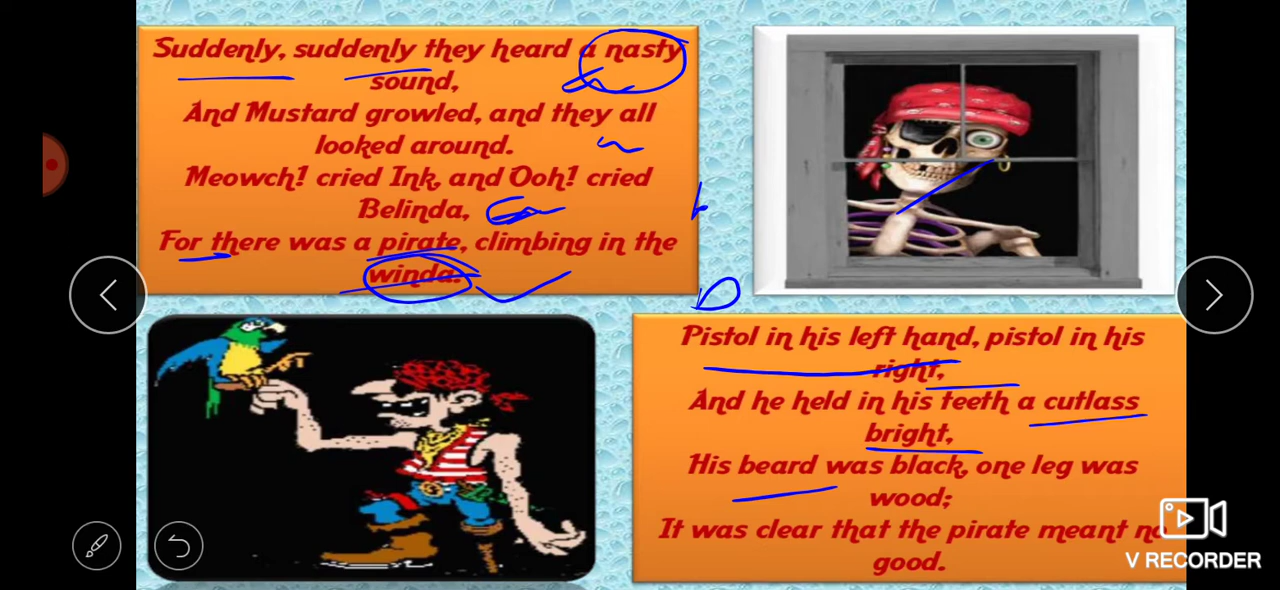 Suddenly, suddenly they heard a nasty
sound,
And Mustard growled, and they all
looked around.
Meowch! cried Ink, and Ooh! cried
Belinda,
For there was a pirate, climbing in the
winda.
Pistol in his left hand, pistol in his
right,
And he held in his teeth a cutlass
bright,
His beard was black, one leg was
wood;
It was clear that the pirate meant no
good.
V RECORDER